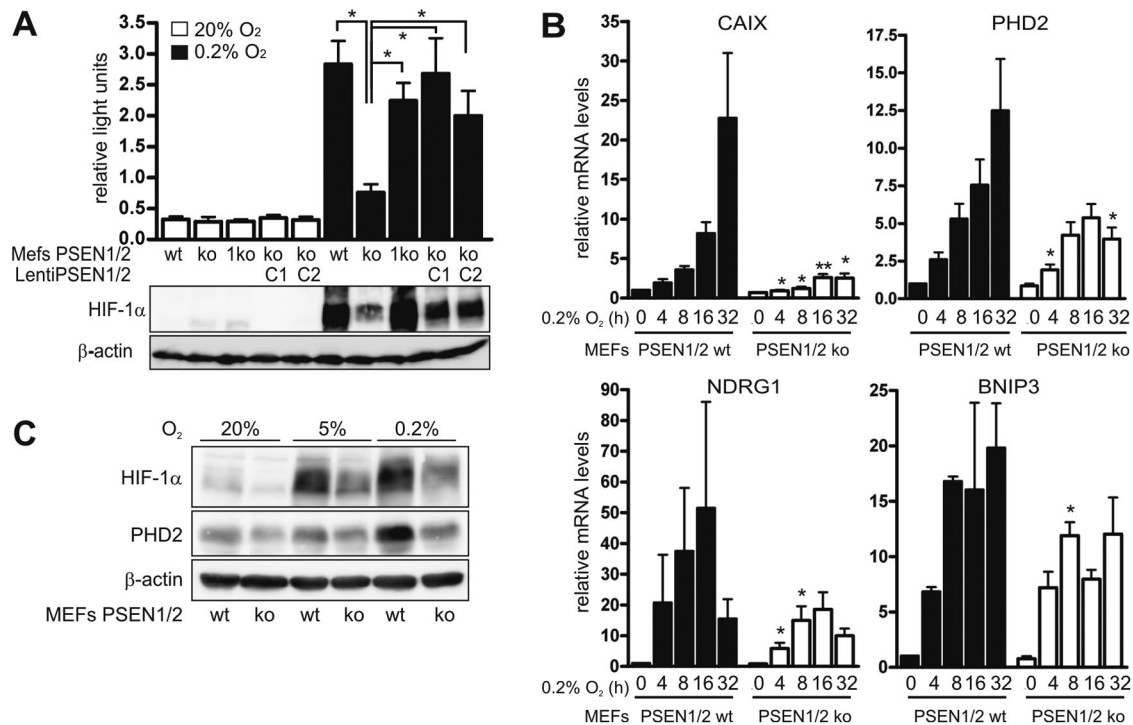 A
20% O₂
0.2% O₂
relative light units
3.5
3.0
2.5
2.0
1.5
1.0
0.5
0.0
* * * *
Mefs PSEN1/2 wt ko 1ko ko ko wt ko 1ko ko ko
LentiPSEN1/2 C1 C2 C1 C2
HIF-1α
β-actin
B
CAIX
relative mRNA levels
35
30
25
20
15
10
5
0
* * ** *
0.2% O₂ (h) 0 4 8 16 32 0 4 8 16 32
MEFs PSEN1/2 wt PSEN1/2 ko
PHD2
17.5
15.0
12.5
10.0
7.5
5.0
2.5
0.0
* *
0 4 8 16 32 .0 4 8 16 32
PSEN1/2 wt PSEN1/2 ko
NDRG1
relative mRNA levels
90
80
70
60
50
40
30
20
10
0
* *
0.2% O₂ (h) 0 4 8 16 32 0 4 8 16 32
MEFs PSEN1/2 wt PSEN1/2 ko
BNIP3
25
20
15
10
5
0
*
0 4 8 16 32 0 4 8 16 32
PSEN1/2 wt PSEN1/2 ko
C
O₂ 20% 5% 0.2%
HIF-1α
PHD2
β-actin
MEFs PSEN1/2 wt ko wt ko wt ko